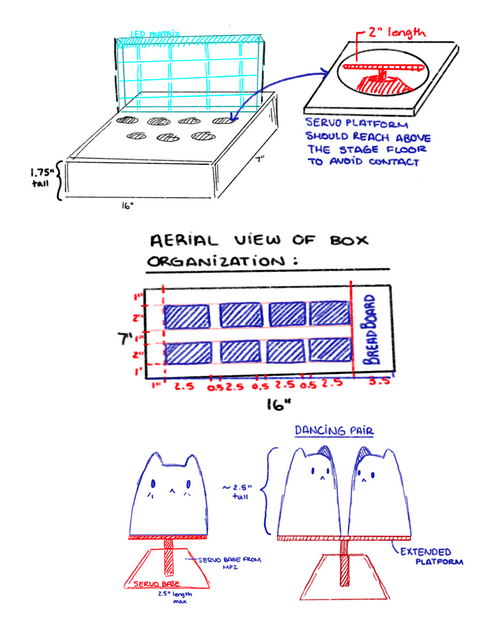 LED MATRIX
2" length
SERVO PLATFORM
SHOULD REACH ABOVE
THE STAGE FLOOR
TO AVOID CONTACT
1.75"
tall
7"
16"
AERIAL VIEW OF BOX
ORGANIZATION:
1"
2"
1"
2"
1"
7'
BREADBOARD
1" 2.5 0.5 2.5 0.5 2.5 0.5 2.5 3.5
16"
DANCING PAIR
~ 2.5"
tall
SERVO BASE FROM
MP2
SERVO BASE
2.5" length
max
EXTENDED
PLATFORM